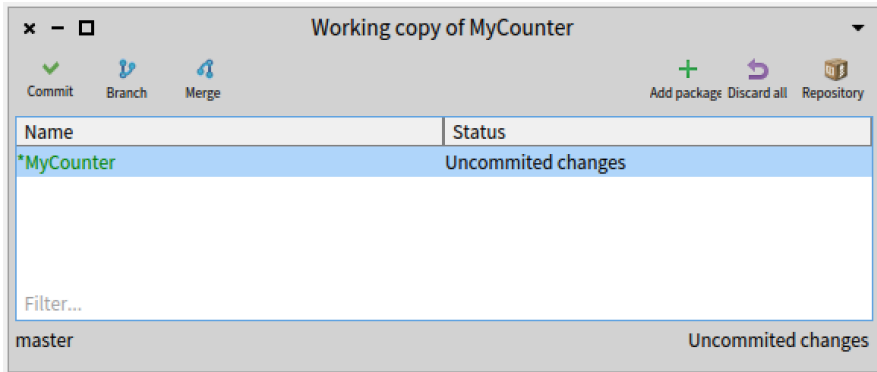 Working copy of MyCounter
Commit Branch Merge Add package Discard all Repository
Name Status
*MyCounter Uncommited changes
Filter...
master Uncommited changes